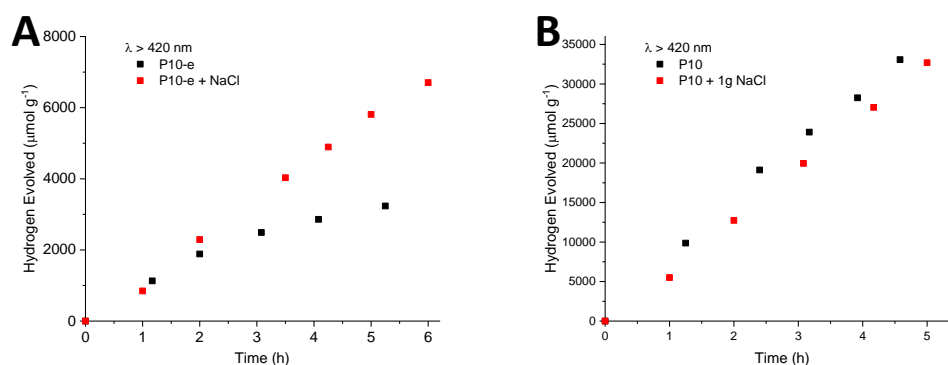 A
λ > 420 nm
P10-e
P10-e + NaCl
8000
6000
4000
2000
0
0 1 2 3 4 5 6
Hydrogen Evolved (μmol g⁻¹)
Time (h)
B
λ > 420 nm
P10
P10 + 1g NaCl
35000
30000
25000
20000
15000
10000
5000
0
0 1 2 3 4 5
Hydrogen Evolved (μmol g⁻¹)
Time (h)